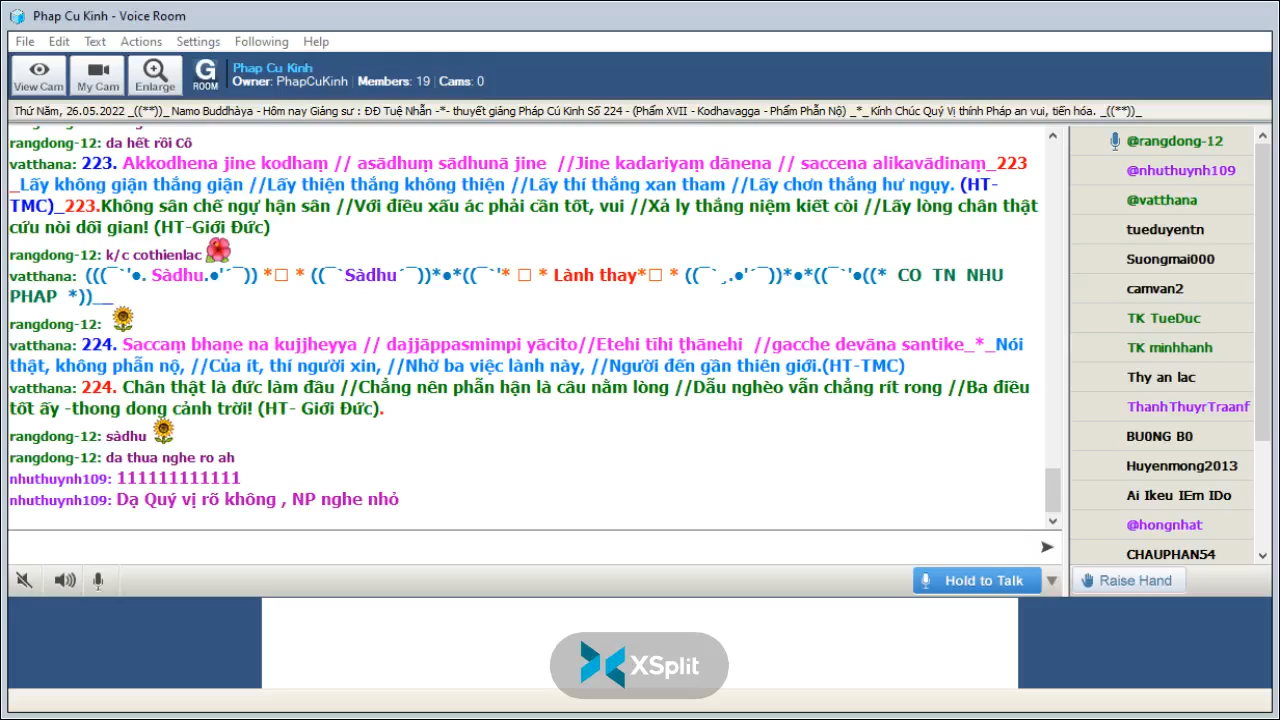 Phap Cu Kinh - Voice Room
File Edit Text Actions Settings Following Help
View Cam My Cam Enlarge G ROOM
Phap Cu Kinh
Owner: PhapCuKinh Members: 19 Cams: 0
Thứ Năm, 26.05.2022 _((**))_ Namo Buddhàya - Hôm nay Giảng sư : ĐĐ Tuệ Nhẫn -*- thuyết giảng Pháp Cú Kinh Số 224 - (Phẩm XVII - Kodhavagga - Phẩm Phẫn Nộ) _*_ Kính Chúc Quý Vị thính Pháp an vui, tiến hóa. _((**))_
rangdong-12: da hết rồi Cô
vatthana: 223. Akkodhena jine kodhaṃ // asādhuṃ sādhunā jine //Jine kadariyaṃ dānena // saccena alikavādinaṃ_223
_Lấy không giận thắng giận //Lấy thiện thắng không thiện //Lấy thí thắng xan tham //Lấy chơn thắng hư ngụy. (HT-
TMC)_223.Không sân chế ngự hận sân //Với điều xấu ác phải cần tốt, vui //Xả ly thắng niệm kiết còi //Lấy lòng chân thật
cứu nòi dối gian! (HT-Giới Đức)
rangdong-12: k/c cothienlac
vatthana: (((¯`'●. Sàdhu.●'´¯)) *□ * ((¯`Sàdhu´¯))*●*((¯`'* □ * Lành thay*□ * ((¯`¸.●'´¯))*●*((¯`'●((* CO TN NHU
PHAP *))__
rangdong-12:
vatthana: 224. Saccaṃ bhaṇe na kujjheyya // dajjāppasmimpi yācito//Etehi tīhi ṭhānehi //gacche devāna santike_*_Nói
thật, không phẫn nộ, //Của ít, thí người xin, //Nhờ ba việc lành này, //Người đến gần thiên giới.(HT-TMC)
vatthana: 224. Chân thật là đức làm đầu //Chẳng nên phẫn hận là câu nằm lòng //Dẫu nghèo vẫn chẳng rít rong //Ba điều
tốt ấy -thong dong cảnh trời! (HT- Giới Đức).
rangdong-12: sàdhu
rangdong-12: da thua nghe ro ah
nhuthuynh109: 111111111111
nhuthuynh109: Dạ Quý vị rõ không , NP nghe nhỏ
@rangdong-12
@nhuthuynh109
@vatthana
tueduyentn
Suongmai000
camvan2
TK TueDuc
TK minhhanh
Thy an lac
ThanhThuyrTraanf
BU0NG B0
Huyenmong2013
Ai Ikeu IEm IDo
@hongnhat
CHAUPHAN54
Hold to Talk
Raise Hand
XSplit